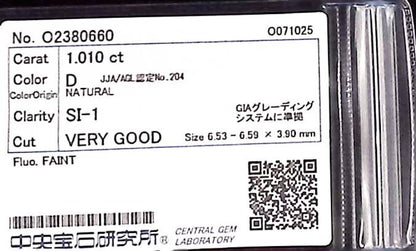 No. O2380660 O071025
Carat 1.010 ct
Color D JJA/AGL認定No.204
ColorOrigin NATURAL
Clarity SI-1 GIAグレーディング
システムに準拠
Cut VERY GOOD Size 6.53 - 6.59 × 3.90 mm
Fluo. FAINT
中央宝石研究所® CENTRAL GEM
LABORATORY